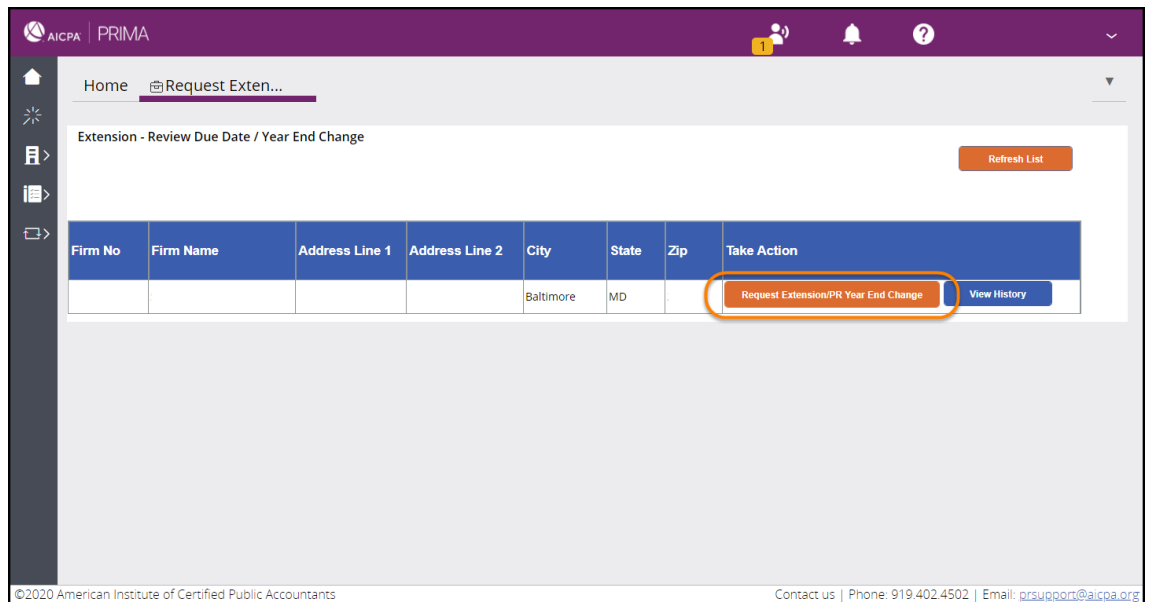 AICPA PRIMA
1
Home Request Exten...
Extension - Review Due Date / Year End Change
Refresh List
Firm No Firm Name Address Line 1 Address Line 2 City State Zip Take Action
Baltimore MD Request Extension/PR Year End Change View History
©2020 American Institute of Certified Public Accountants Contact us | Phone: 919.402.4502 | Email: prsupport@aicpa.org